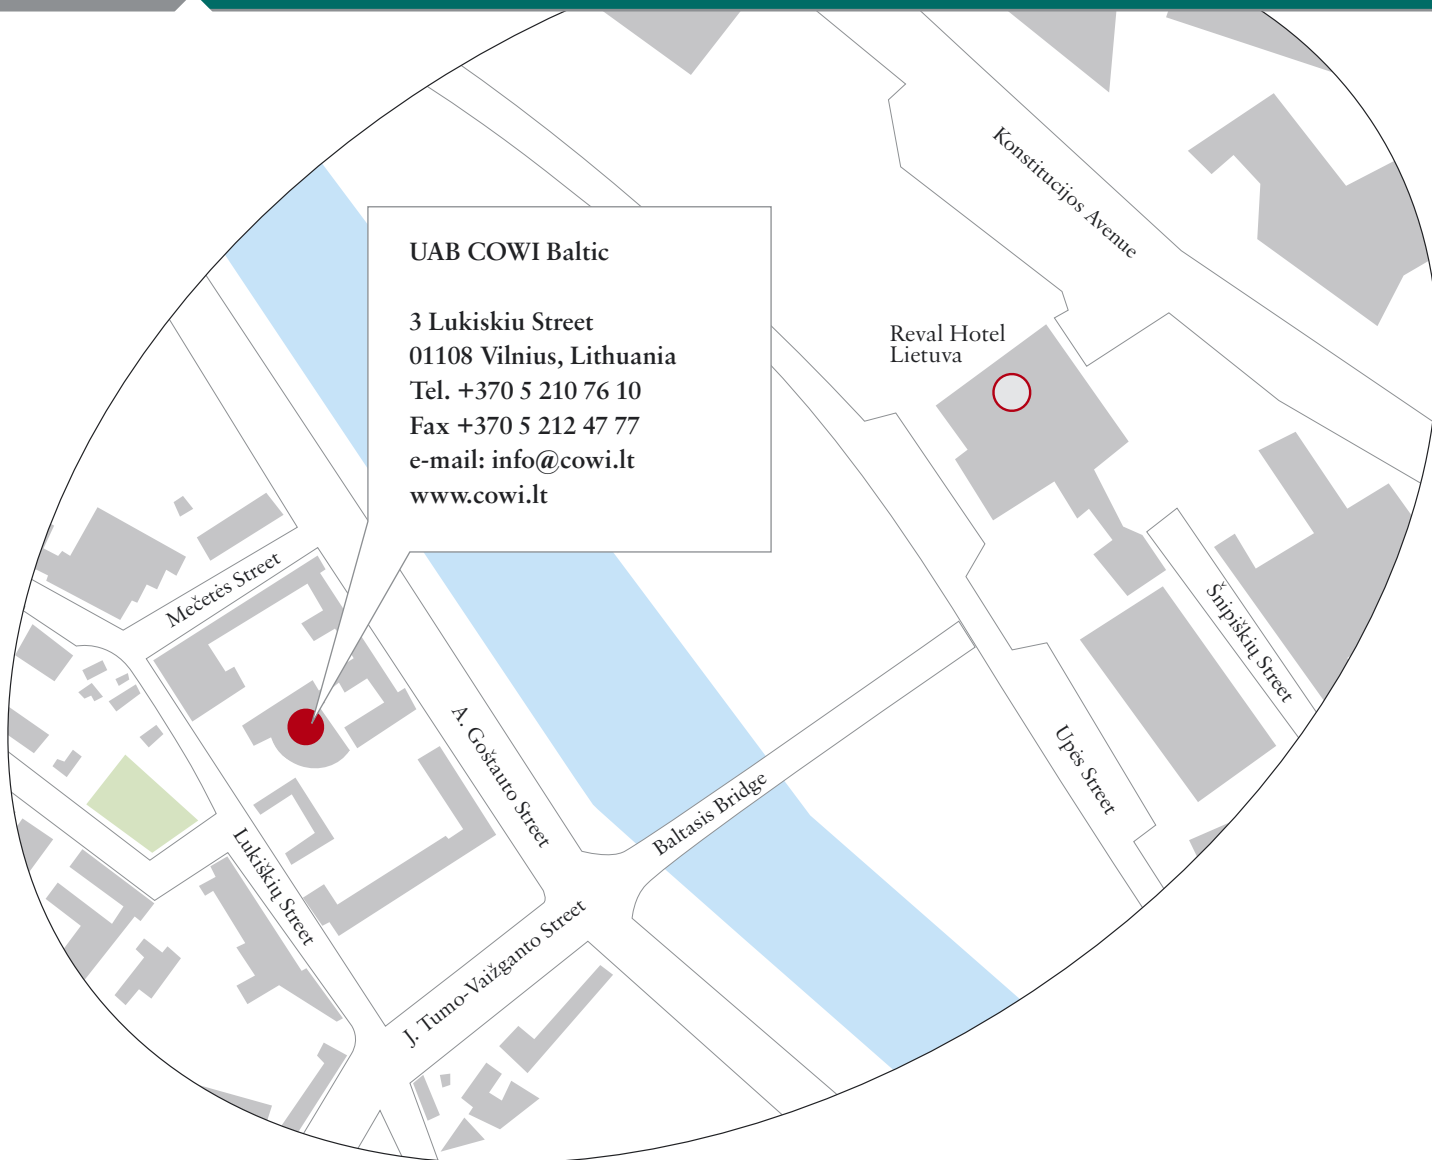 Konstitucijos Avenue
UAB COWI Baltic
3 Lukiskiu Street
01108 Vilnius, Lithuania
Tel. +370 5 210 76 10
Fax +370 5 212 47 77
e-mail: info@cowi.lt
www.cowi.lt
Reval Hotel
Lietuva
Mečetės Street
Šnipiškių Street
A. Goštauto Street
Upės Street
Baltasis Bridge
Lukiškių Street
J. Tumo-Vaižganto Street